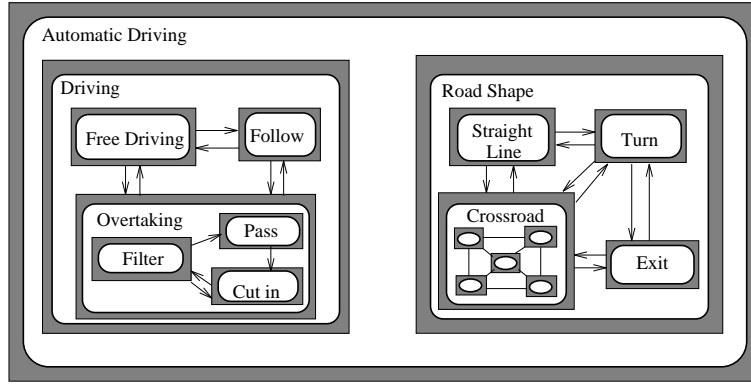 Automatic Driving
Driving
Free Driving
Follow
Overtaking
Pass
Filter
Cut in
Road Shape
Straight
Line
Turn
Crossroad
Exit